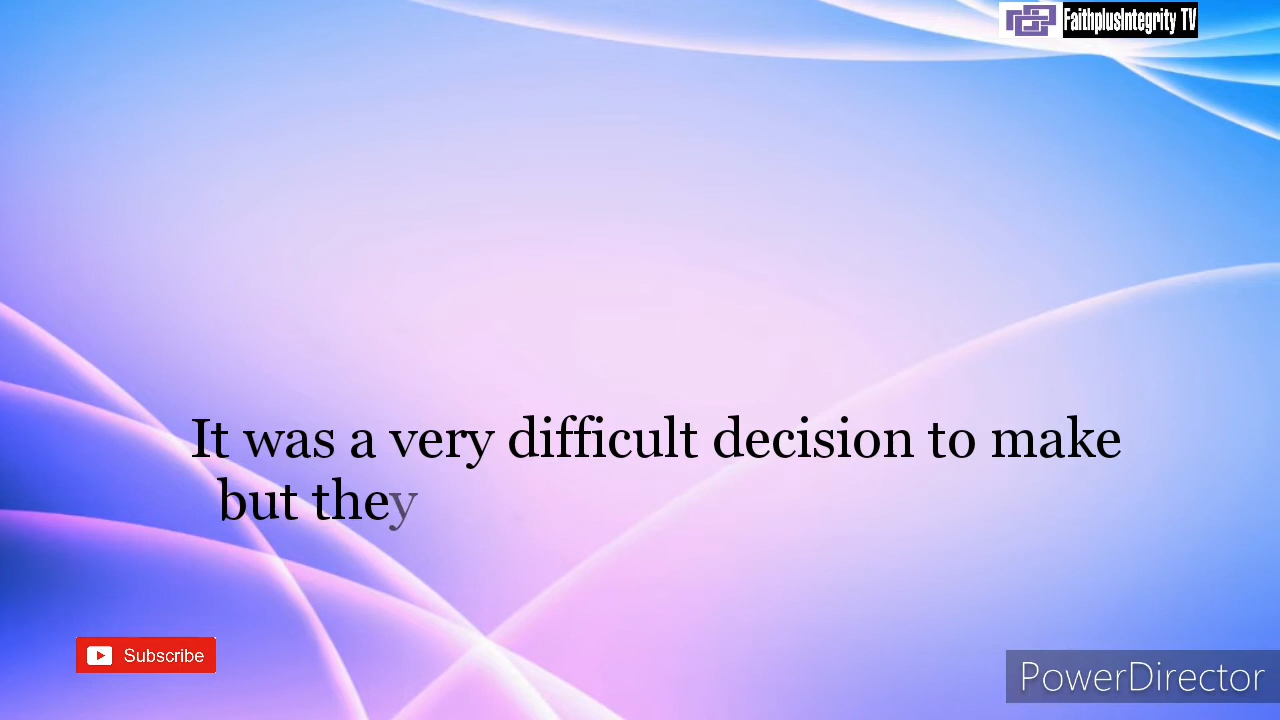 FaithplusIntegrity TV
It was a very difficult decision to make
but they
Subscribe
PowerDirector